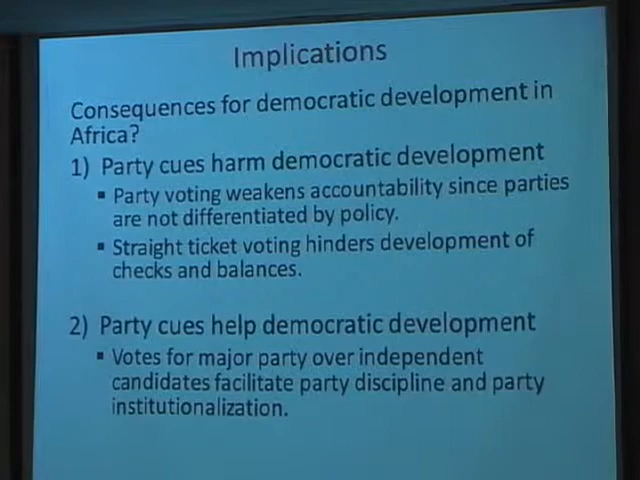 Implications
Consequences for democratic development in
Africa?
1) Party cues harm democratic development
▪ Party voting weakens accountability since parties
are not differentiated by policy.
▪ Straight ticket voting hinders development of
checks and balances.
2) Party cues help democratic development
▪ Votes for major party over independent
candidates facilitate party discipline and party
institutionalization.